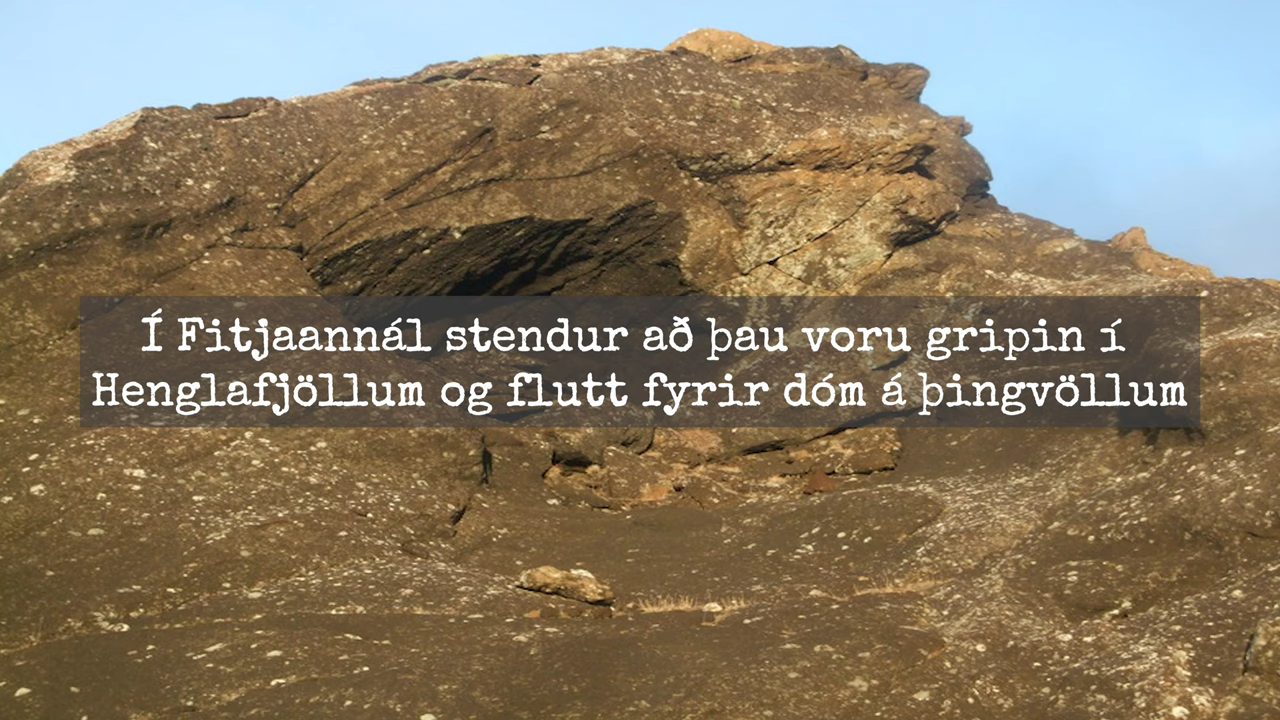 Í Fitjaannál stendur að þau voru gripin í
Henglafjöllum og flutt fyrir dóm á þingvöllum